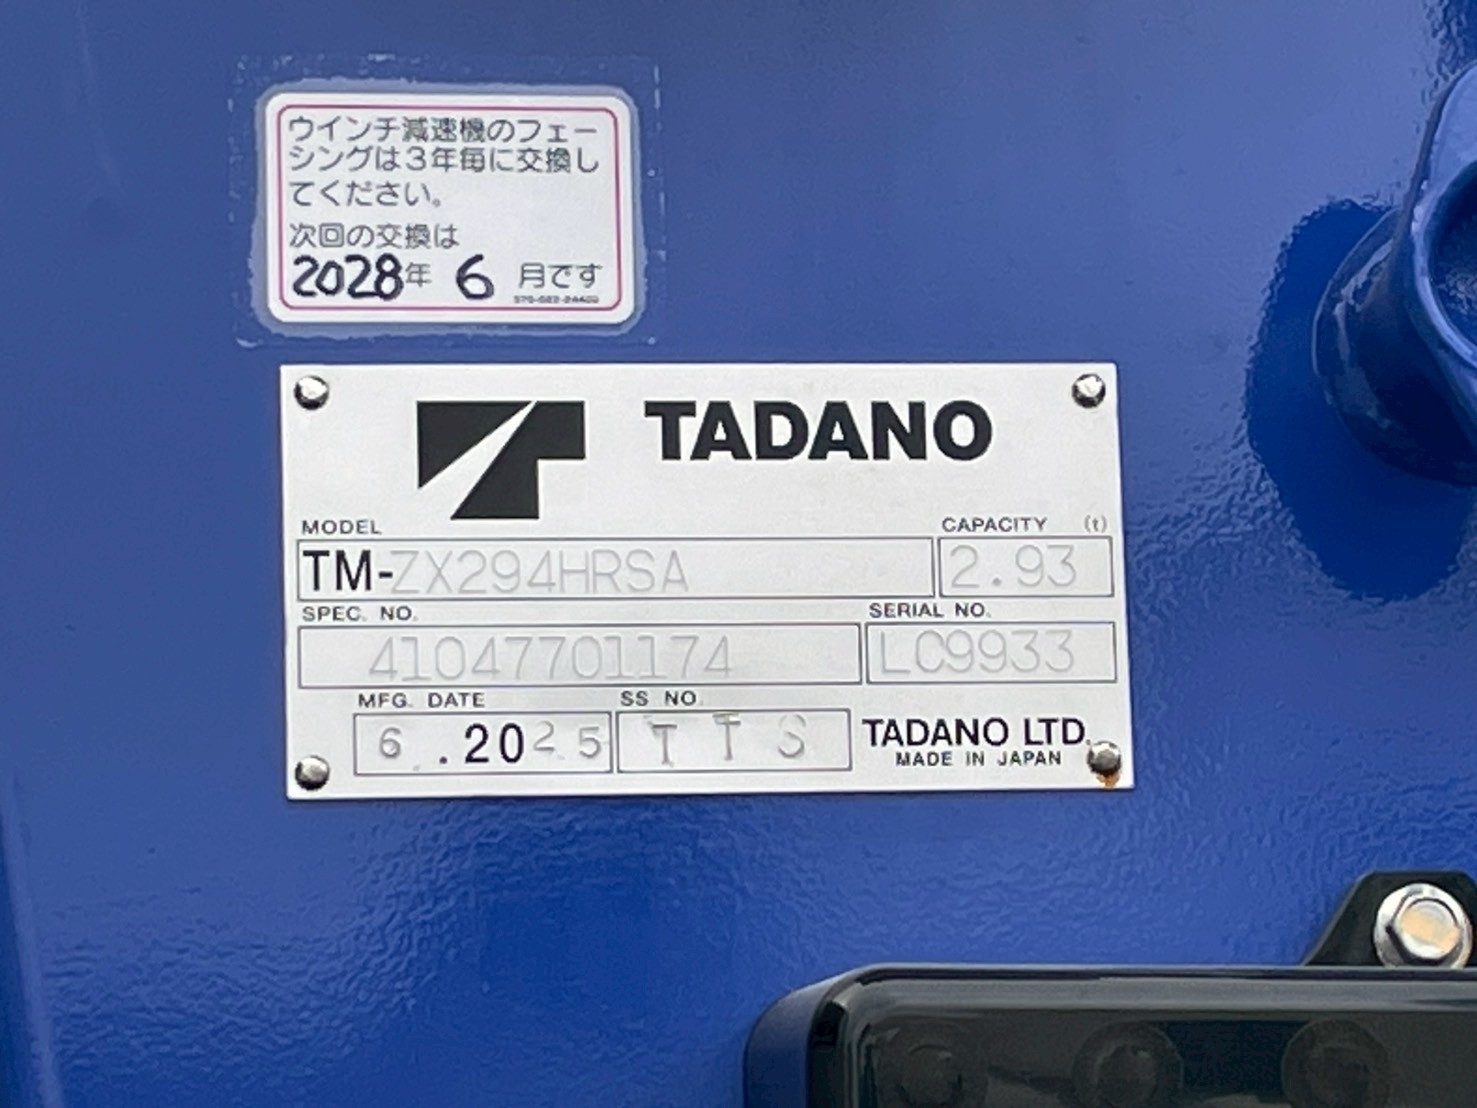 ウインチ減速機のフェー
シングは3年毎に交換し
てください。
次回の交換は
2028年 6 月です
TADANO
MODEL
CAPACITY (t)
TM-ZX294HRSA
2.93
SPEC. NO.
SERIAL NO.
41047701174
LC9933
MFG. DATE
SS NO.
6 .2025
TTS
TADANO LTD.
MADE IN JAPAN